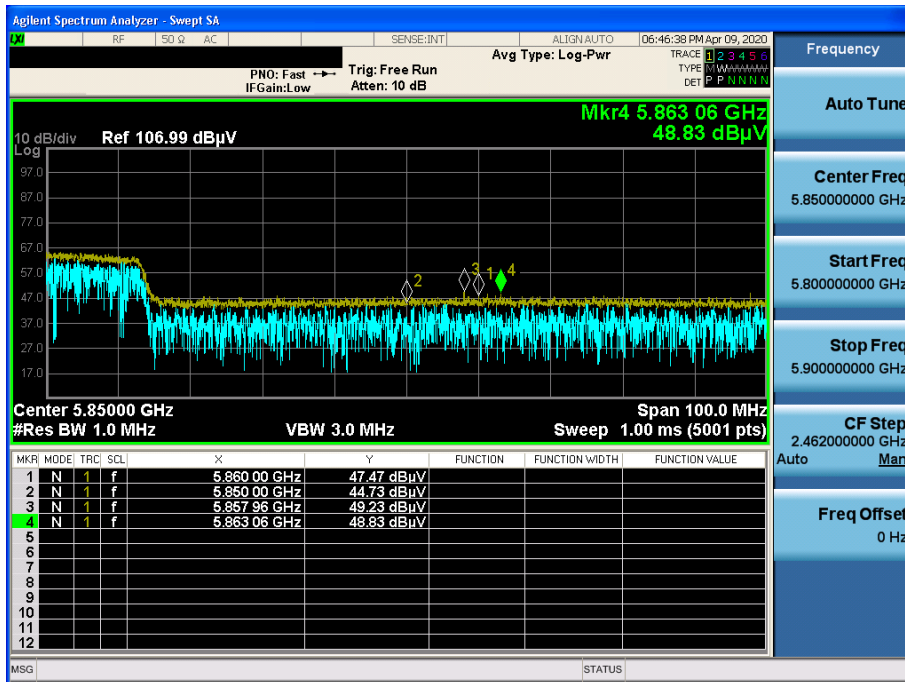 Agilent Spectrum Analyzer - Swept SA
LXI RF 50 Ω AC SENSE:INT ALIGN AUTO 06:46:38 PM Apr 09, 2020
PNO: Fast Trig: Free Run Avg Type: Log-Pwr TRACE 1 2 3 4 5 6
IFGain:Low Atten: 10 dB TYPE M W
DET P P N N N N
Mkr4 5.863 06 GHz
48.83 dBµV
10 dB/div Ref 106.99 dBµV
Log
97.0
87.0
77.0
67.0
57.0
47.0
37.0
27.0
17.0
2 3 1 4
Center 5.85000 GHz Span 100.0 MHz
#Res BW 1.0 MHz VBW 3.0 MHz Sweep 1.00 ms (5001 pts)
MKR MODE TRC SCL X Y FUNCTION FUNCTION WIDTH FUNCTION VALUE
1 N 1 f 5.860 00 GHz 47.47 dBµV
2 N 1 f 5.850 00 GHz 44.73 dBµV
3 N 1 f 5.857 96 GHz 49.23 dBµV
4 N 1 f 5.863 06 GHz 48.83 dBµV
5
6
7
8
9
10
11
12
MSG STATUS
Frequency
Auto Tune
Center Freq
5.850000000 GHz
Start Freq
5.800000000 GHz
Stop Freq
5.900000000 GHz
CF Step
2.462000000 GHz
Auto Man
Freq Offset
0 Hz